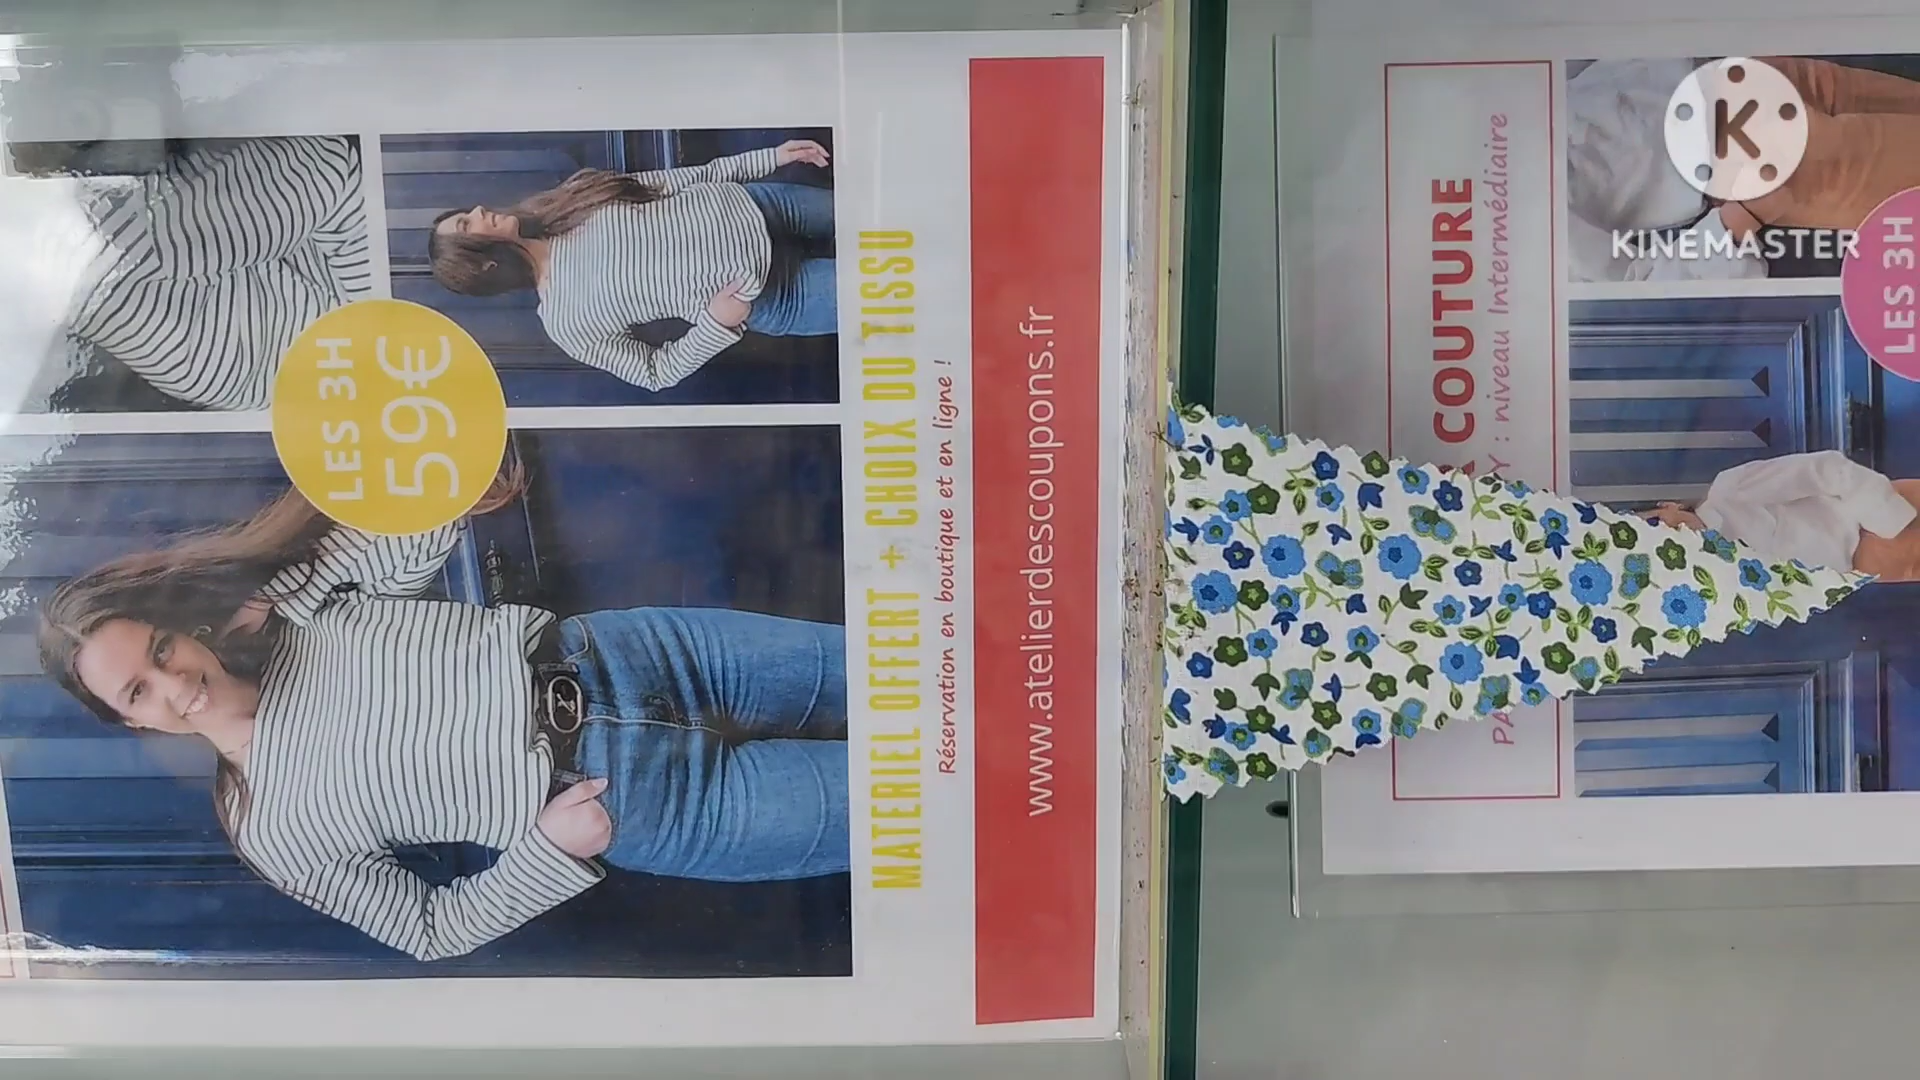 LES 3H
59€
MATERIEL OFFERT + CHOIX DU TISSU
Réservation en boutique et en ligne !
www.atelierdescoupons.fr
COUTURE
: niveau Intermédiaire
LES 3H
K
KINEMASTER